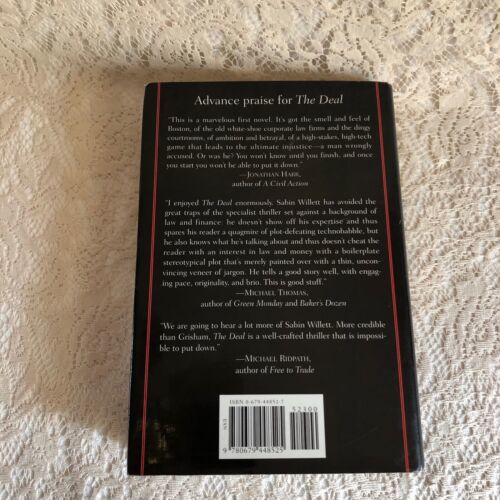 Advance praise for The Deal
"This is a marvelous first novel. It's got the smell and feel of
Boston, of the old white-shoe corporate law firms and the dingy
courtrooms, of ambition and betrayal, of a high-stakes, high-tech
game that leads to the ultimate injustice—a man wrongly
accused. Or was he? You won't know until you finish, and once
you start you won't be able to put it down."
—JONATHAN HARR,
author of A Civil Action
"I enjoyed The Deal enormously. Sabin Willett has avoided the
great traps of the specialist thriller set against a background of
law and finance: he doesn't show off his expertise and thus
spares his reader a quagmire of plot-defeating technobabble, but
he also knows what he's talking about and thus doesn't cheat the
reader with an interest in law and money with a boilerplate
stereotyped plot that's merely painted over with a thin, uncon-
vincing veneer of jargon. He tells a good story well, with engag-
ing pace, originality, and brio. This is good stuff."
—MICHAEL THOMAS,
author of Green Monday and Baker's Dozen
"We are going to hear a lot more of Sabin Willett. More credible
than Grisham, The Deal is a well-crafted thriller that is impossi-
ble to put down."
—MICHAEL RIDPATH,
author of Free to Trade
ISBN 0-679-44852-7
52300
EAN
9 780679 448525